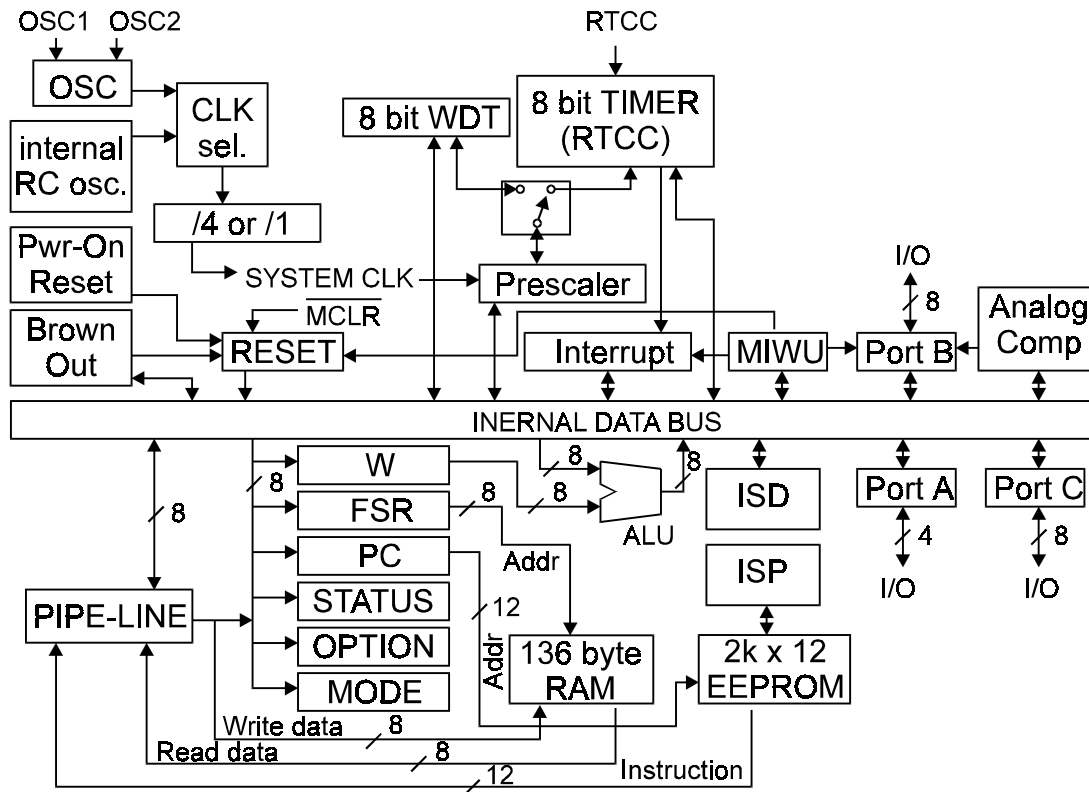 OSC1 OSC2
RTCC
OSC
CLK
sel.
8 bit WDT
8 bit TIMER
(RTCC)
internal
RC osc.
/4 or /1
Pwr-On
Reset
SYSTEM CLK
Prescaler
I/O
8
MCLR
Analog
Comp
Brown
Out
RESET
Interrupt
MIWU
Port B
INERNAL DATA BUS
8
8
W
8
8
8
ISD
Port A
Port C
FSR
8
ALU
4
8
PC
Addr
ISP
I/O
I/O
PIPE-LINE
STATUS
12
OPTION
Addr
136 byte
RAM
2k x 12
EEPROM
MODE
Write data
8
Read data
8
Instruction
12